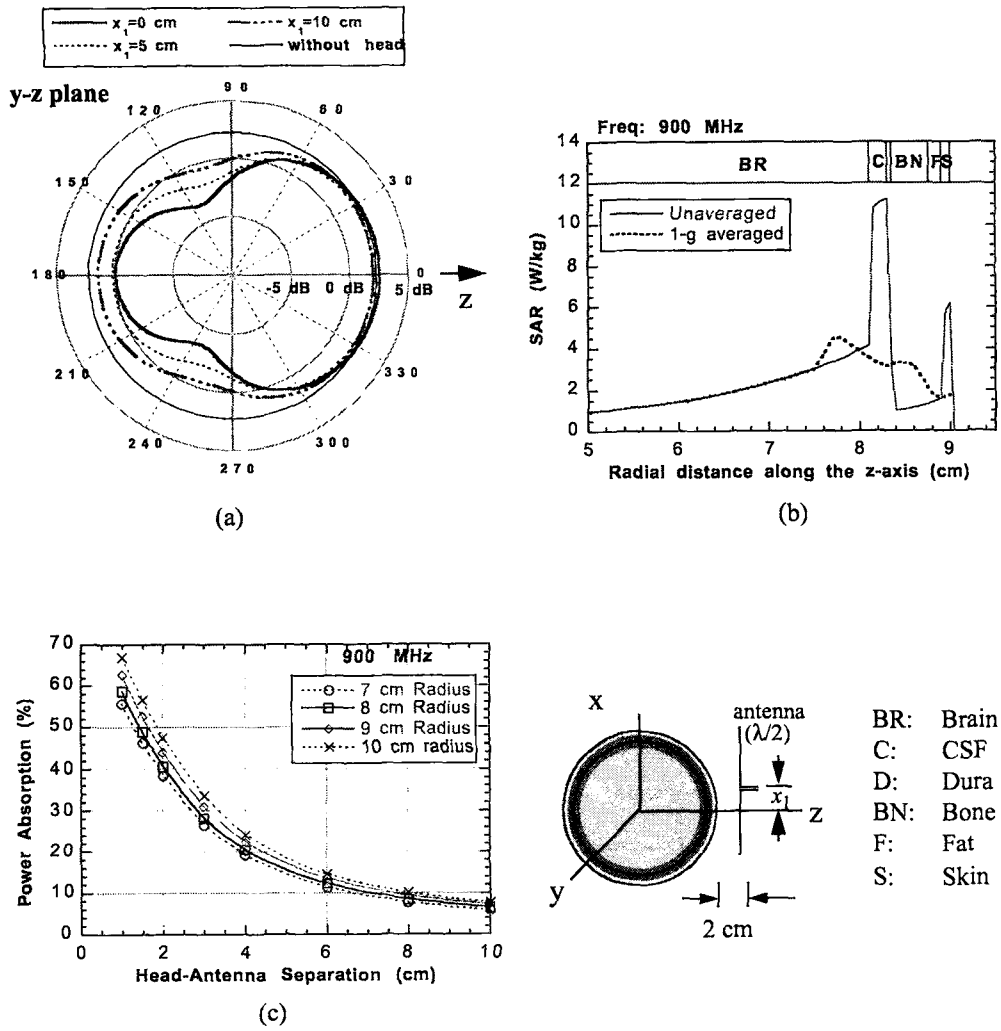 x₁=0 cm
x₁=10 cm
x₁=5 cm
without head
y-z plane
90
120
60
150
30
180
0
-5 dB
0 dB
5 dB
z
210
330
240
300
270
(a)
Freq: 900 MHz
14
12
10
8
6
4
2
0
SAR (W/kg)
BR
C
BN
F
S
Unaveraged
1-g averaged
5
6
7
8
9
Radial distance along the z-axis (cm)
(b)
70
60
50
40
30
20
10
0
Power Absorption (%)
900 MHz
7 cm Radius
8 cm Radius
9 cm Radius
10 cm radius
0
2
4
6
8
10
Head-Antenna Separation (cm)
(c)
x
antenna
(λ/2)
x₁
z
y
2 cm
BR: Brain
C: CSF
D: Dura
BN: Bone
F: Fat
S: Skin